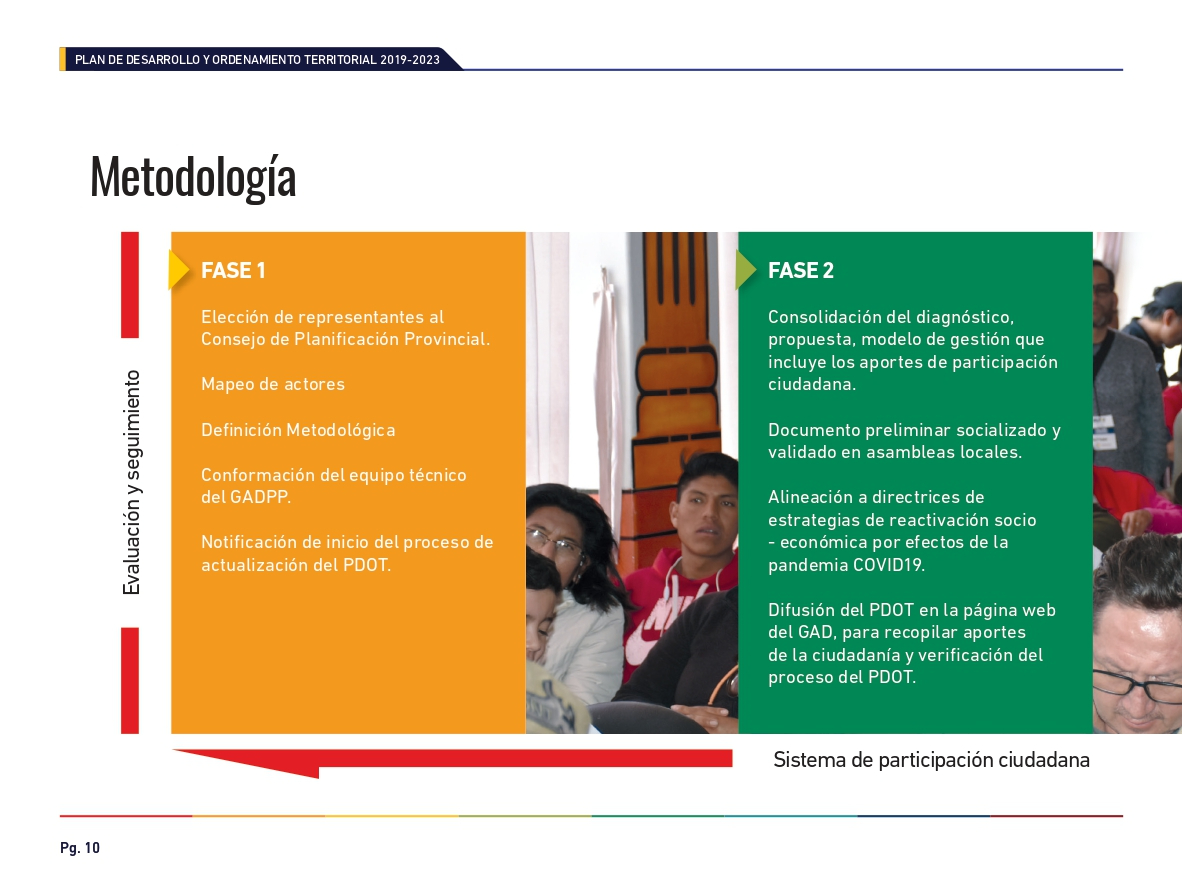 PLAN DE DESARROLLO Y ORDENAMIENTO TERRITORIAL 2019-2023
Metodología
Evaluación y seguimiento
FASE 1
Elección de representantes al
Consejo de Planificación Provincial.
Mapeo de actores
Definición Metodológica
Conformación del equipo técnico
del GADPP.
Notificación de inicio del proceso de
actualización del PDOT.
FASE 2
Consolidación del diagnóstico,
propuesta, modelo de gestión que
incluye los aportes de participación
ciudadana.
Documento preliminar socializado y
validado en asambleas locales.
Alineación a directrices de
estrategias de reactivación socio
- económica por efectos de la
pandemia COVID19.
Difusión del PDOT en la página web
del GAD, para recopilar aportes
de la ciudadanía y verificación del
proceso del PDOT.
Sistema de participación ciudadana
Pg. 10